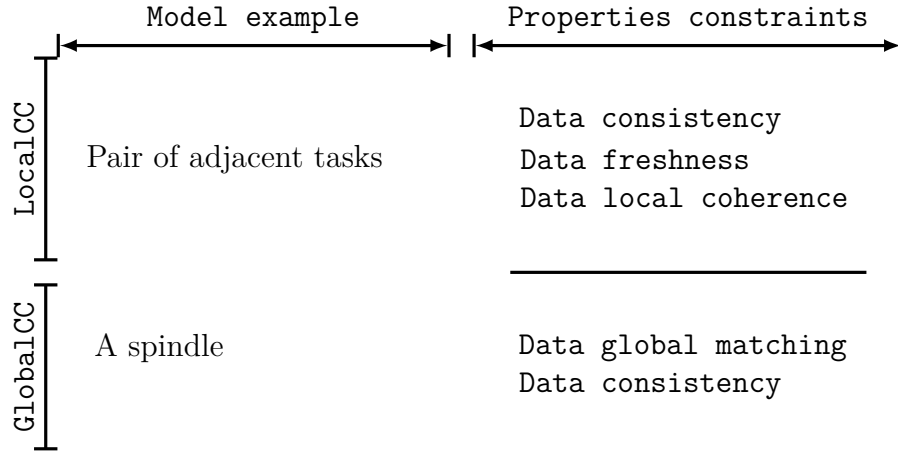 Model example
Properties constraints
LocalCC
Pair of adjacent tasks
Data consistency
Data freshness
Data local coherence
GlobalCC
A spindle
Data global matching
Data consistency